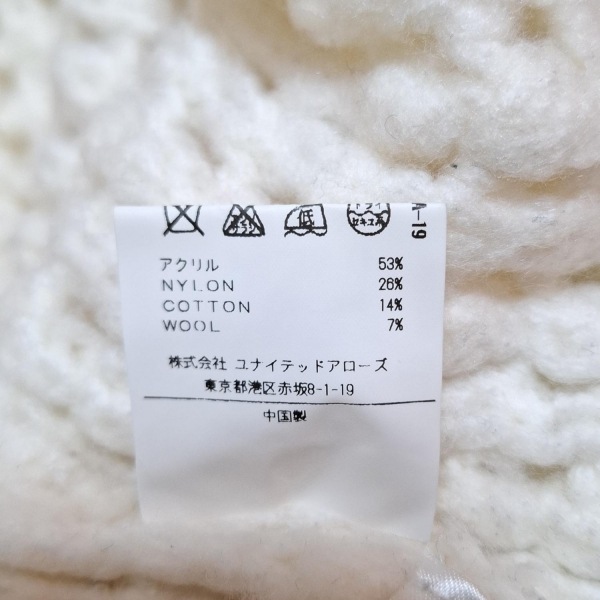 低 ドライ セキユ系
A-19
アクリル 53%
NYLON 26%
COTTON 14%
WOOL 7%
株式会社 ユナイテッドアローズ
東京都港区赤坂8-1-19
中国製